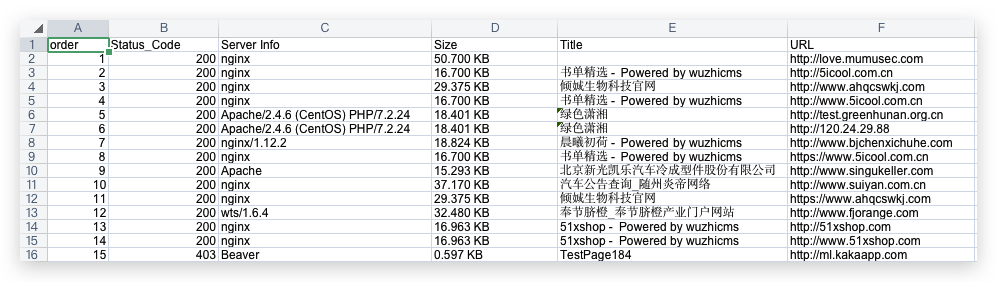 A B C D E F
1 order Status_Code Server Info Size Title URL
2 1 200 nginx 50.700 KB http://love.mumusec.com
3 2 200 nginx 16.700 KB 书单精选 - Powered by wuzhicms http://5icool.com.cn
4 3 200 nginx 29.375 KB 倾城生物科技官网 http://www.ahqcswkj.com
5 4 200 nginx 16.700 KB 书单精选 - Powered by wuzhicms http://www.5icool.com.cn
6 5 200 Apache/2.4.6 (CentOS) PHP/7.2.24 18.401 KB 绿色潇湘 http://test.greenhunan.org.cn
7 6 200 Apache/2.4.6 (CentOS) PHP/7.2.24 18.401 KB 绿色潇湘 http://120.24.29.88
8 7 200 nginx/1.12.2 18.824 KB 晨曦初荷 - Powered by wuzhicms http://www.bjchenxichuhe.com
9 8 200 nginx 16.700 KB 书单精选 - Powered by wuzhicms https://www.5icool.com.cn
10 9 200 Apache 15.293 KB 北京新光凯乐汽车冷成型件股份有限公司 http://www.singukeller.com
11 10 200 nginx 37.170 KB 汽车公告查询_随州炎帝网络 http://www.suiyan.com.cn
12 11 200 nginx 29.375 KB 倾城生物科技官网 https://www.ahqcswkj.com
13 12 200 wts/1.6.4 32.480 KB 奉节脐橙_奉节脐橙产业门户网站 http://www.fjorange.com
14 13 200 nginx 16.963 KB 51xshop - Powered by wuzhicms http://51xshop.com
15 14 200 nginx 16.963 KB 51xshop - Powered by wuzhicms http://www.51xshop.com
16 15 403 Beaver 0.597 KB TestPage184 http://ml.kakaapp.com